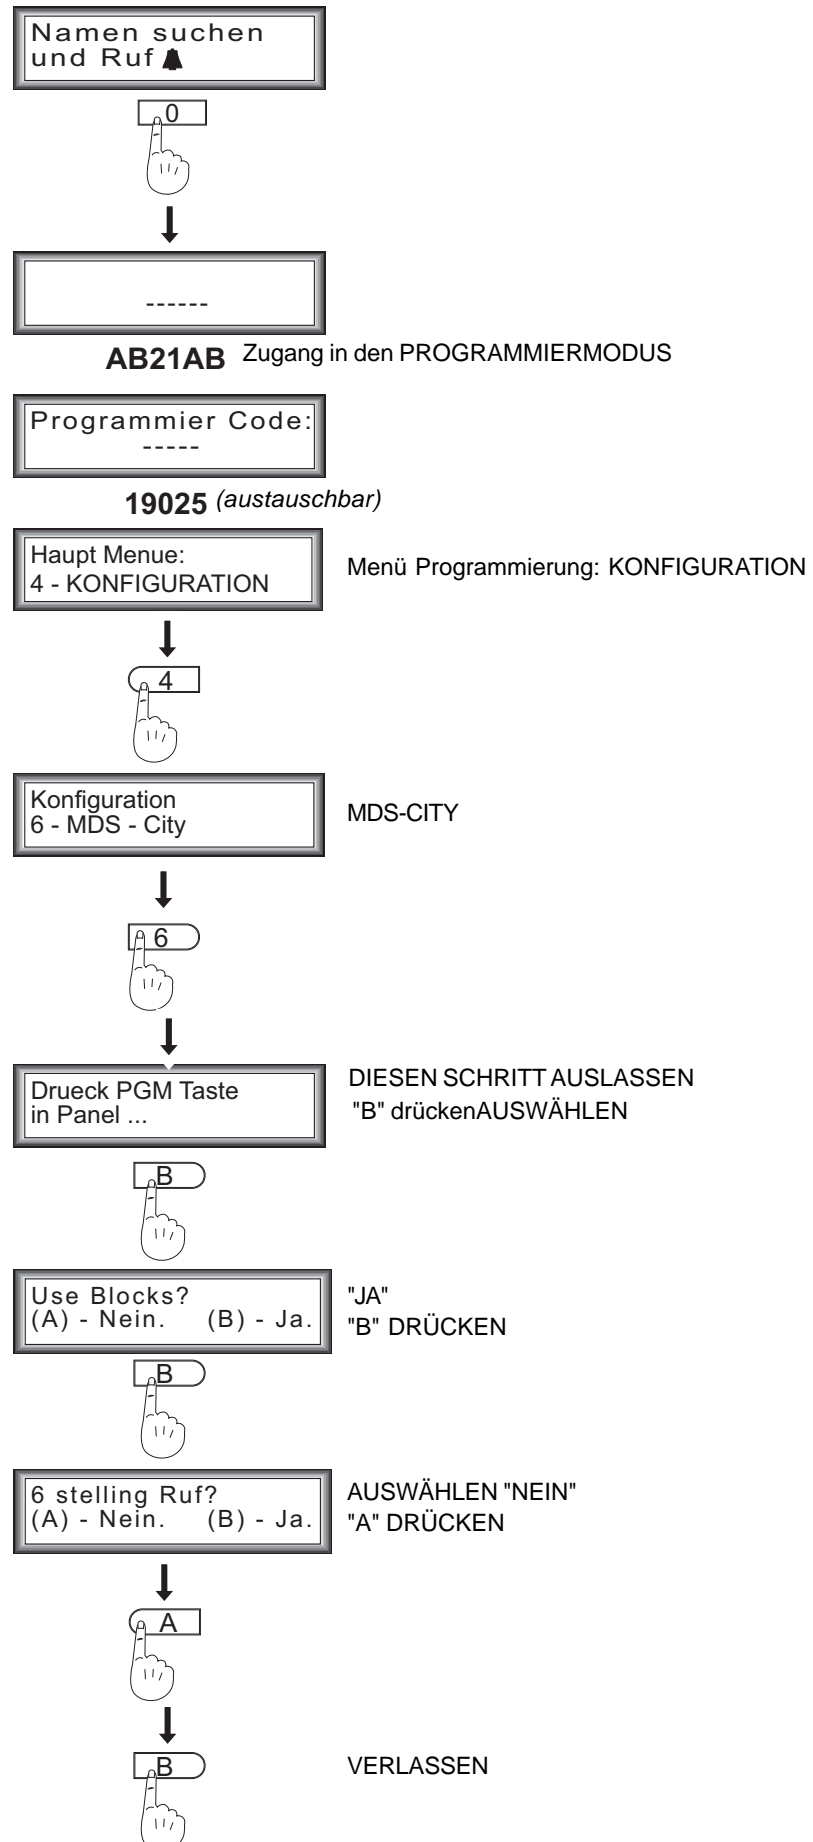 Namen suchen
und Ruf
0
------
AB21AB Zugang in den PROGRAMMIERMODUS
Programmier Code:
-----
19025 (austauschbar)
Haupt Menue:
4 - KONFIGURATION
Menü Programmierung: KONFIGURATION
4
Konfiguration
6 - MDS - City
MDS-CITY
6
Drueck PGM Taste
in Panel ...
DIESEN SCHRITT AUSLASSEN
"B" drückenAUSWÄHLEN
B
Use Blocks?
(A) - Nein. (B) - Ja.
"JA"
"B" DRÜCKEN
B
6 stelling Ruf?
(A) - Nein. (B) - Ja.
AUSWÄHLEN "NEIN"
"A" DRÜCKEN
A
B
VERLASSEN